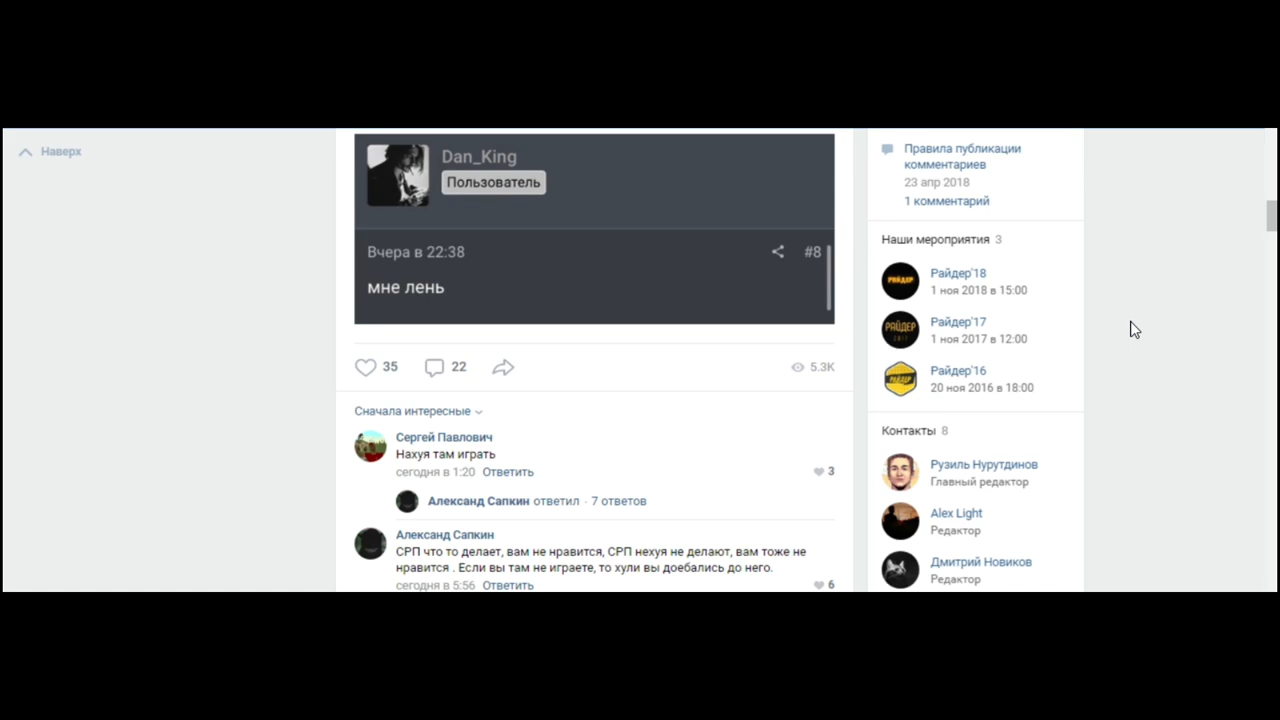 Наверх
Dan_King
Пользователь
Вчера в 22:38
#8
мне лень
35
22
5.3K
Сначала интересные
Сергей Павлович
Нахуя там играть
сегодня в 1:20 Ответить
3
Александ Сапкин ответил · 7 ответов
Александ Сапкин
СРП что то делает, вам не нравится, СРП нехуя не делают, вам тоже не
нравится . Если вы там не играете, то хули вы доебались до него.
сегодня в 5:56 Ответить
6
Правила публикации
комментариев
23 апр 2018
1 комментарий
Наши мероприятия 3
РАЙДЕР
Райдер'18
1 ноя 2018 в 15:00
РАЙДЕР
Райдер'17
1 ноя 2017 в 12:00
РАЙДЕР
Райдер'16
20 ноя 2016 в 18:00
Контакты 8
Рузиль Нурутдинов
Главный редактор
Alex Light
Редактор
Дмитрий Новиков
Редактор